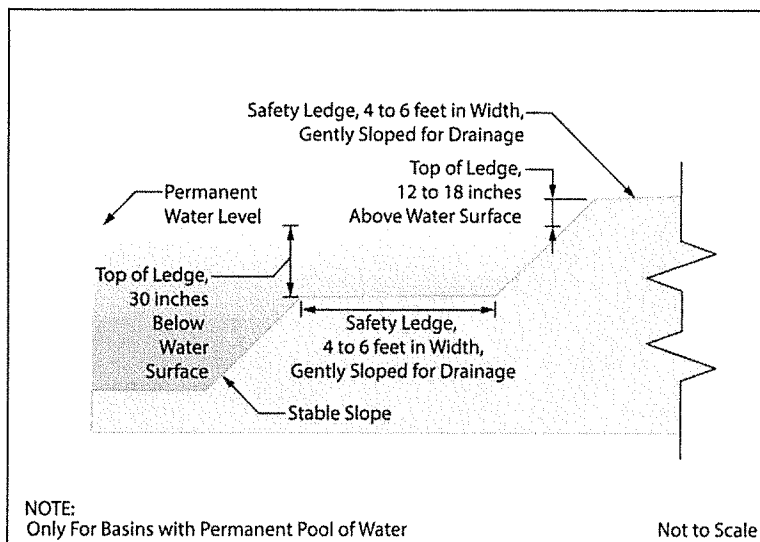 Safety Ledge, 4 to 6 feet in Width,
Gently Sloped for Drainage
Top of Ledge,
12 to 18 inches
Above Water Surface
Permanent
Water Level
Top of Ledge,
30 inches
Below
Water
Surface
Safety Ledge,
4 to 6 feet in Width,
Gently Sloped for Drainage
Stable Slope
NOTE:
Only For Basins with Permanent Pool of Water
Not to Scale